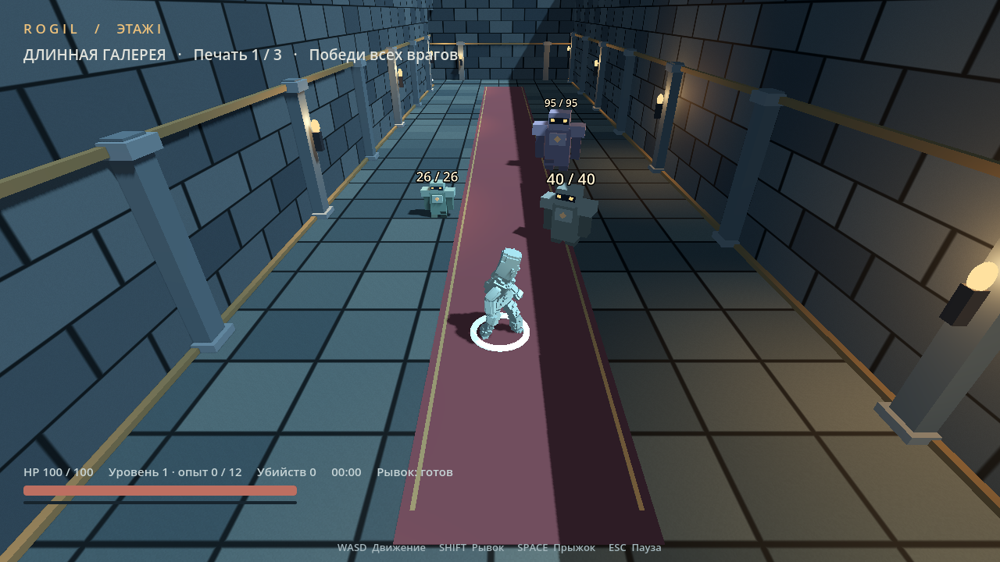 ROGIL / ЭТАЖI
ДЛИННАЯ ГАЛЕРЕЯ · Печать 1 / 3 · Победи всех врагов.
95 / 95
26 / 26
40 / 40
HP 100 / 100 Уровень 1 · опыт 0 / 12 Убийств 0 00:00 Рывок: готов
WASD Движение SHIFT Рывок SPACE Прыжок ESC Пауза